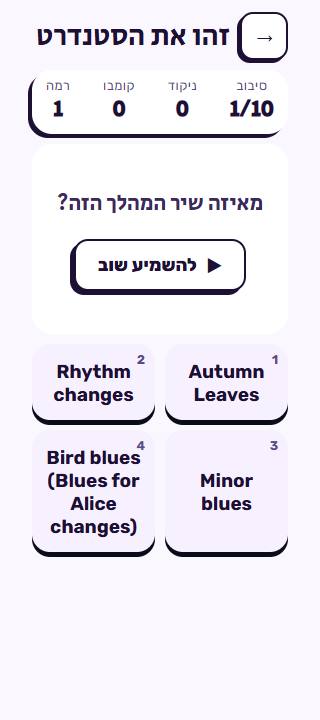 → זהו את הסטנדרט
סיבוב ניקוד קומבו רמה
1/10 0 0 1
מאיזה שיר המהלך הזה?
▶ להשמיע שוב
1
Autumn
Leaves
2
Rhythm
changes
3
Minor
blues
4
Bird blues
(Blues for
Alice
changes)